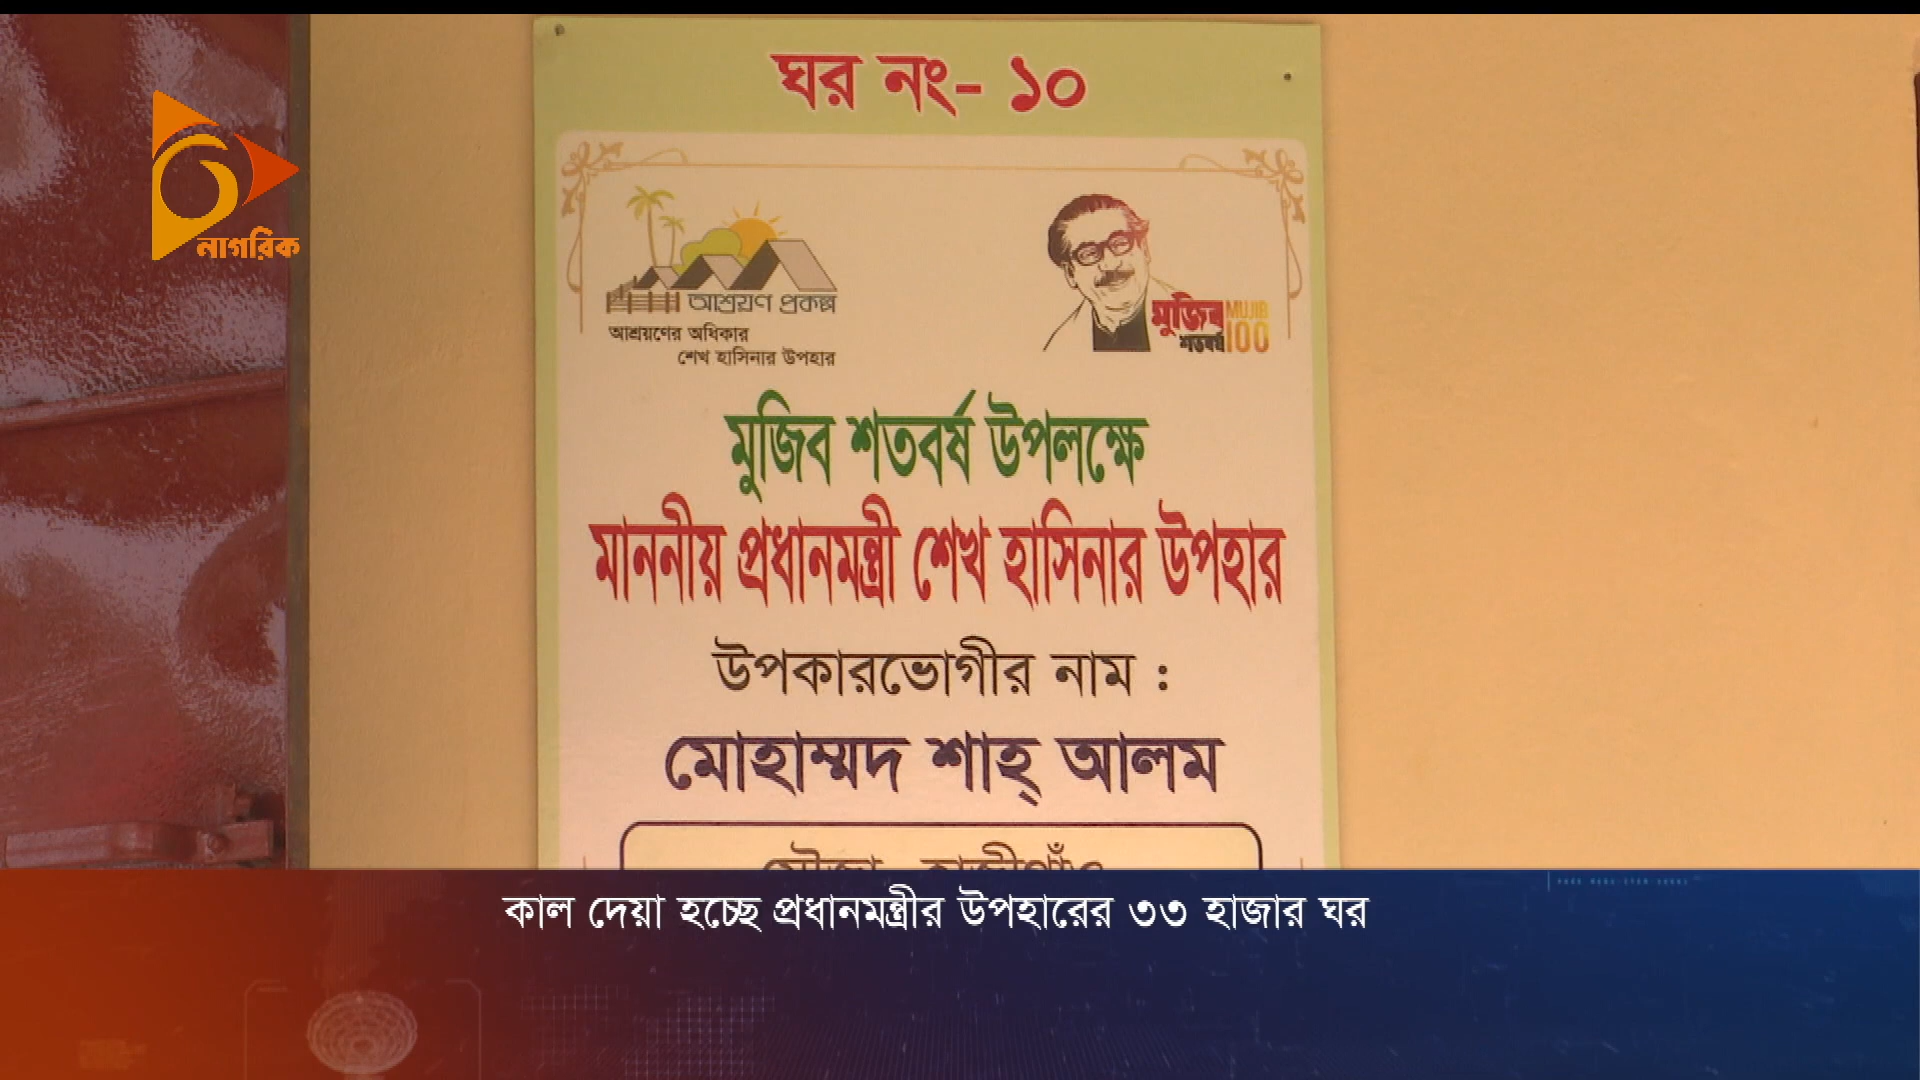 ঘর নং- ১০
নাগরিক
আশ্রয়ণ প্রকল্প
আশ্রয়ণের অধিকার
শেখ হাসিনার উপহার
মুজিব MUJIB
শতবর্ষ 100
মুজিব শতবর্ষ উপলক্ষে
মাননীয় প্রধানমন্ত্রী শেখ হাসিনার উপহার
উপকারভোগীর নাম :
মোহাম্মদ শাহ্ আলম
কাল দেয়া হচ্ছে প্রধানমন্ত্রীর উপহারের ৩৩ হাজার ঘর